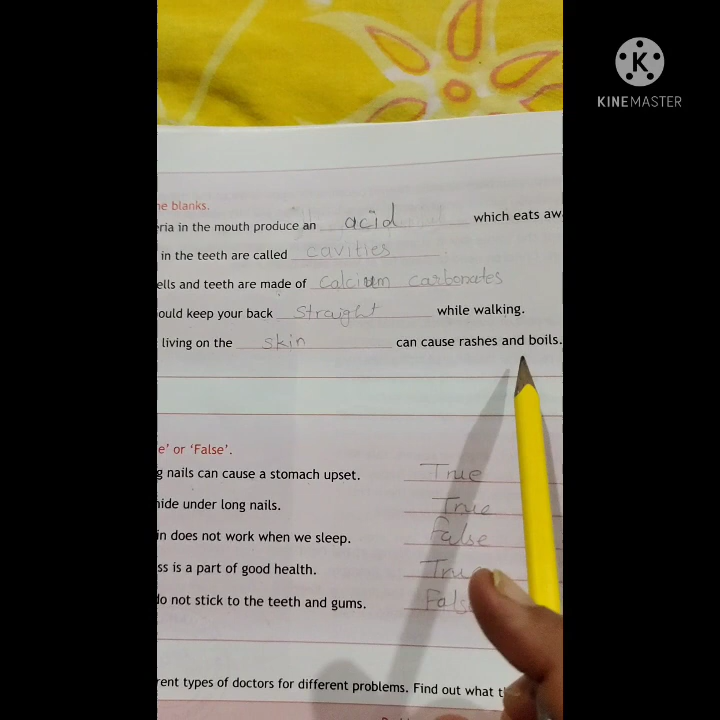 K
KINEMASTER
ne blanks.
ria in the mouth produce an acid which eats aw
in the teeth are called cavities
ells and teeth are made of calcium carbonates
ould keep your back straight while walking.
living on the skin can cause rashes and boils.
e' or 'False'.
g nails can cause a stomach upset. True
hide under long nails. True
in does not work when we sleep. False
ss is a part of good health. True
do not stick to the teeth and gums. False
rent types of doctors for different problems. Find out what